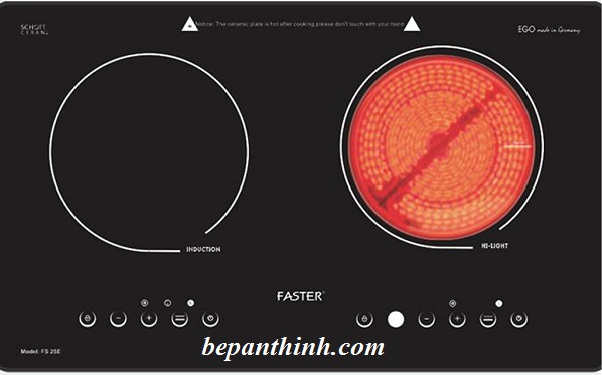 SCHOTT
CERAN
Notice: The ceramic plate is hot after cooking please don't touch with your hand.
EGO made in Germany
INDUCTION
HI-LIGHT
FASTER
Model: FS 2SE
bepanthinh.com